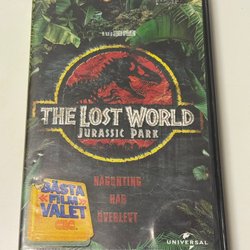 THE LOST WORLD
JURASSIC PARK
NÅGONTING
HAR
ÖVERLEVT
BÄSTA
FILM
VALET
UNIVERSAL